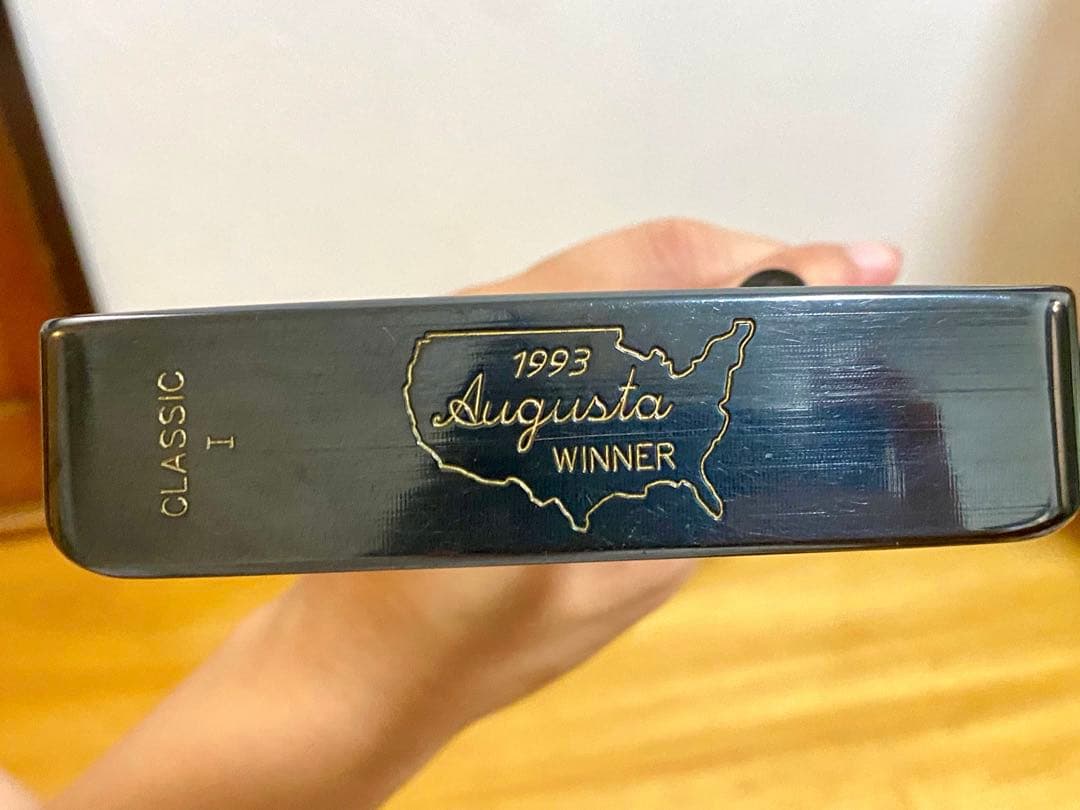 CLASSIC
I
1993
Augusta
WINNER